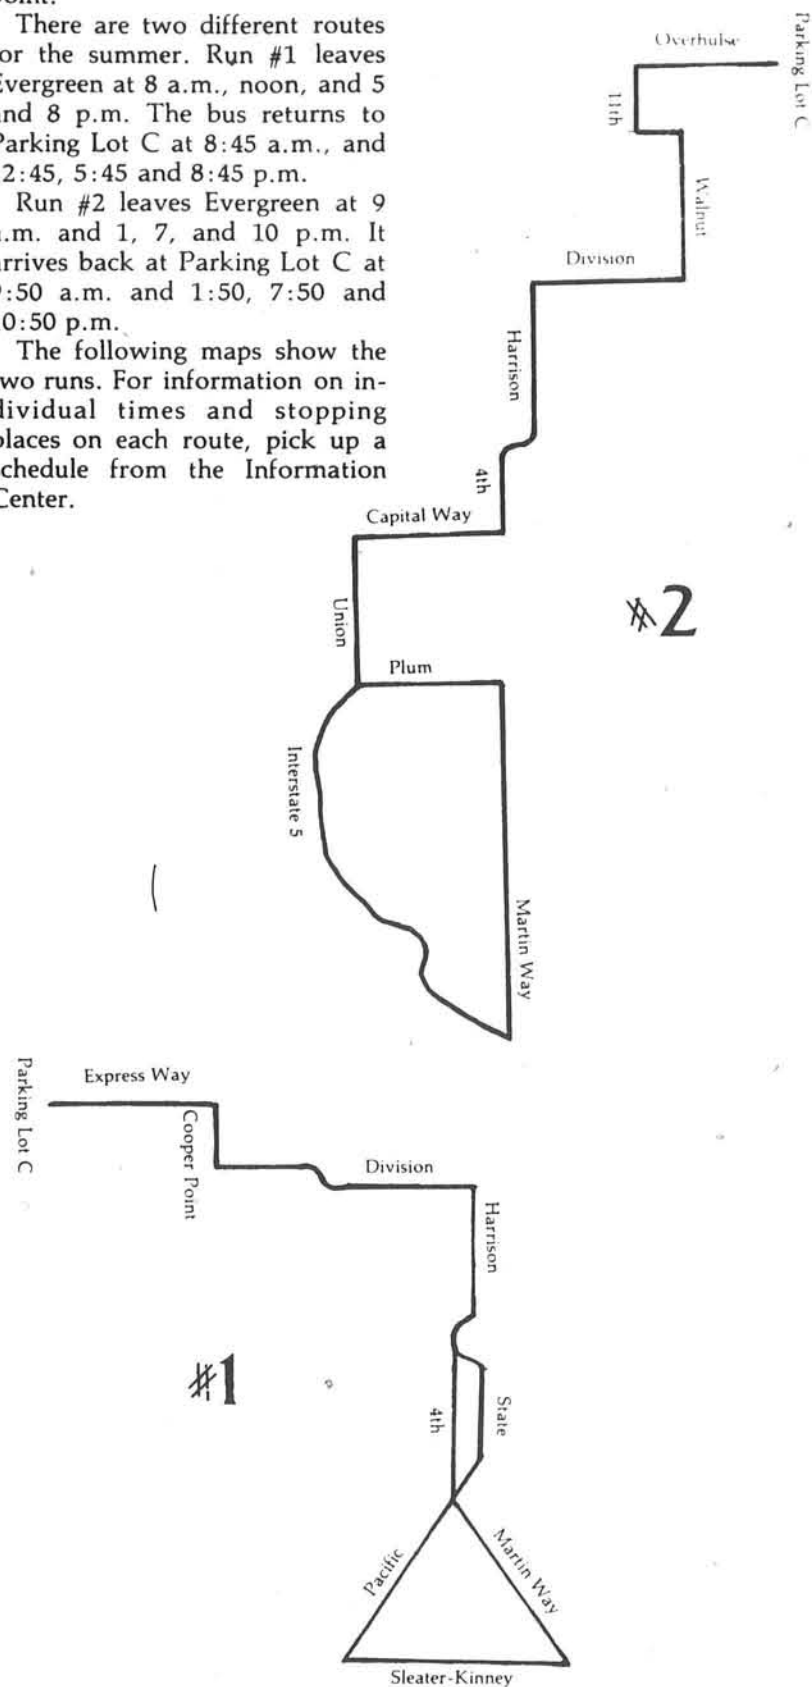 point.
There are two different routes
or the summer. Run #1 leaves
Evergreen at 8 a.m., noon, and 5
and 8 p.m. The bus returns to
Parking Lot C at 8:45 a.m., and
2:45, 5:45 and 8:45 p.m.
Run #2 leaves Evergreen at 9
a.m. and 1, 7, and 10 p.m. It
arrives back at Parking Lot C at
9:50 a.m. and 1:50, 7:50 and
0:50 p.m.
The following maps show the
two runs. For information on in-
dividual times and stopping
places on each route, pick up a
schedule from the Information
Center.
Parking Lot C
Overhulse
11th
Walnut
Division
Harrison
4th
Capital Way
Union
#2
Plum
Interstate 5
Martin Way
Parking Lot C
Express Way
Cooper Point
Division
Harrison
#1
4th
State
Pacific
Martin Way
Sleater-Kinney